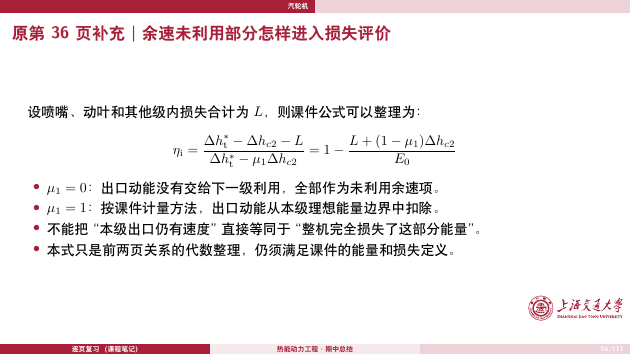 汽轮机
原第 36 页补充 | 余速未利用部分怎样进入损失评价
设喷嘴、动叶和其他级内损失合计为 L，则课件公式可以整理为：
η_i = (Δh_t^* − Δh_{c2} − L) / (Δh_t^* − μ_1Δh_{c2}) = 1 − (L + (1 − μ_1)Δh_{c2}) / E_0
• μ_1 = 0：出口动能没有交给下一级利用，全部作为未利用余速项。
• μ_1 = 1：按课件计量方法，出口动能从本级理想能量边界中扣除。
• 不能把 “本级出口仍有速度” 直接等同于 “整机完全损失了这部分能量”。
• 本式只是前两页关系的代数整理，仍须满足课件的能量和损失定义。
上海交通大学
SHANGHAI JIAO TONG UNIVERSITY
逐页复习（课程笔记） 热能动力工程 · 期中总结 56/111